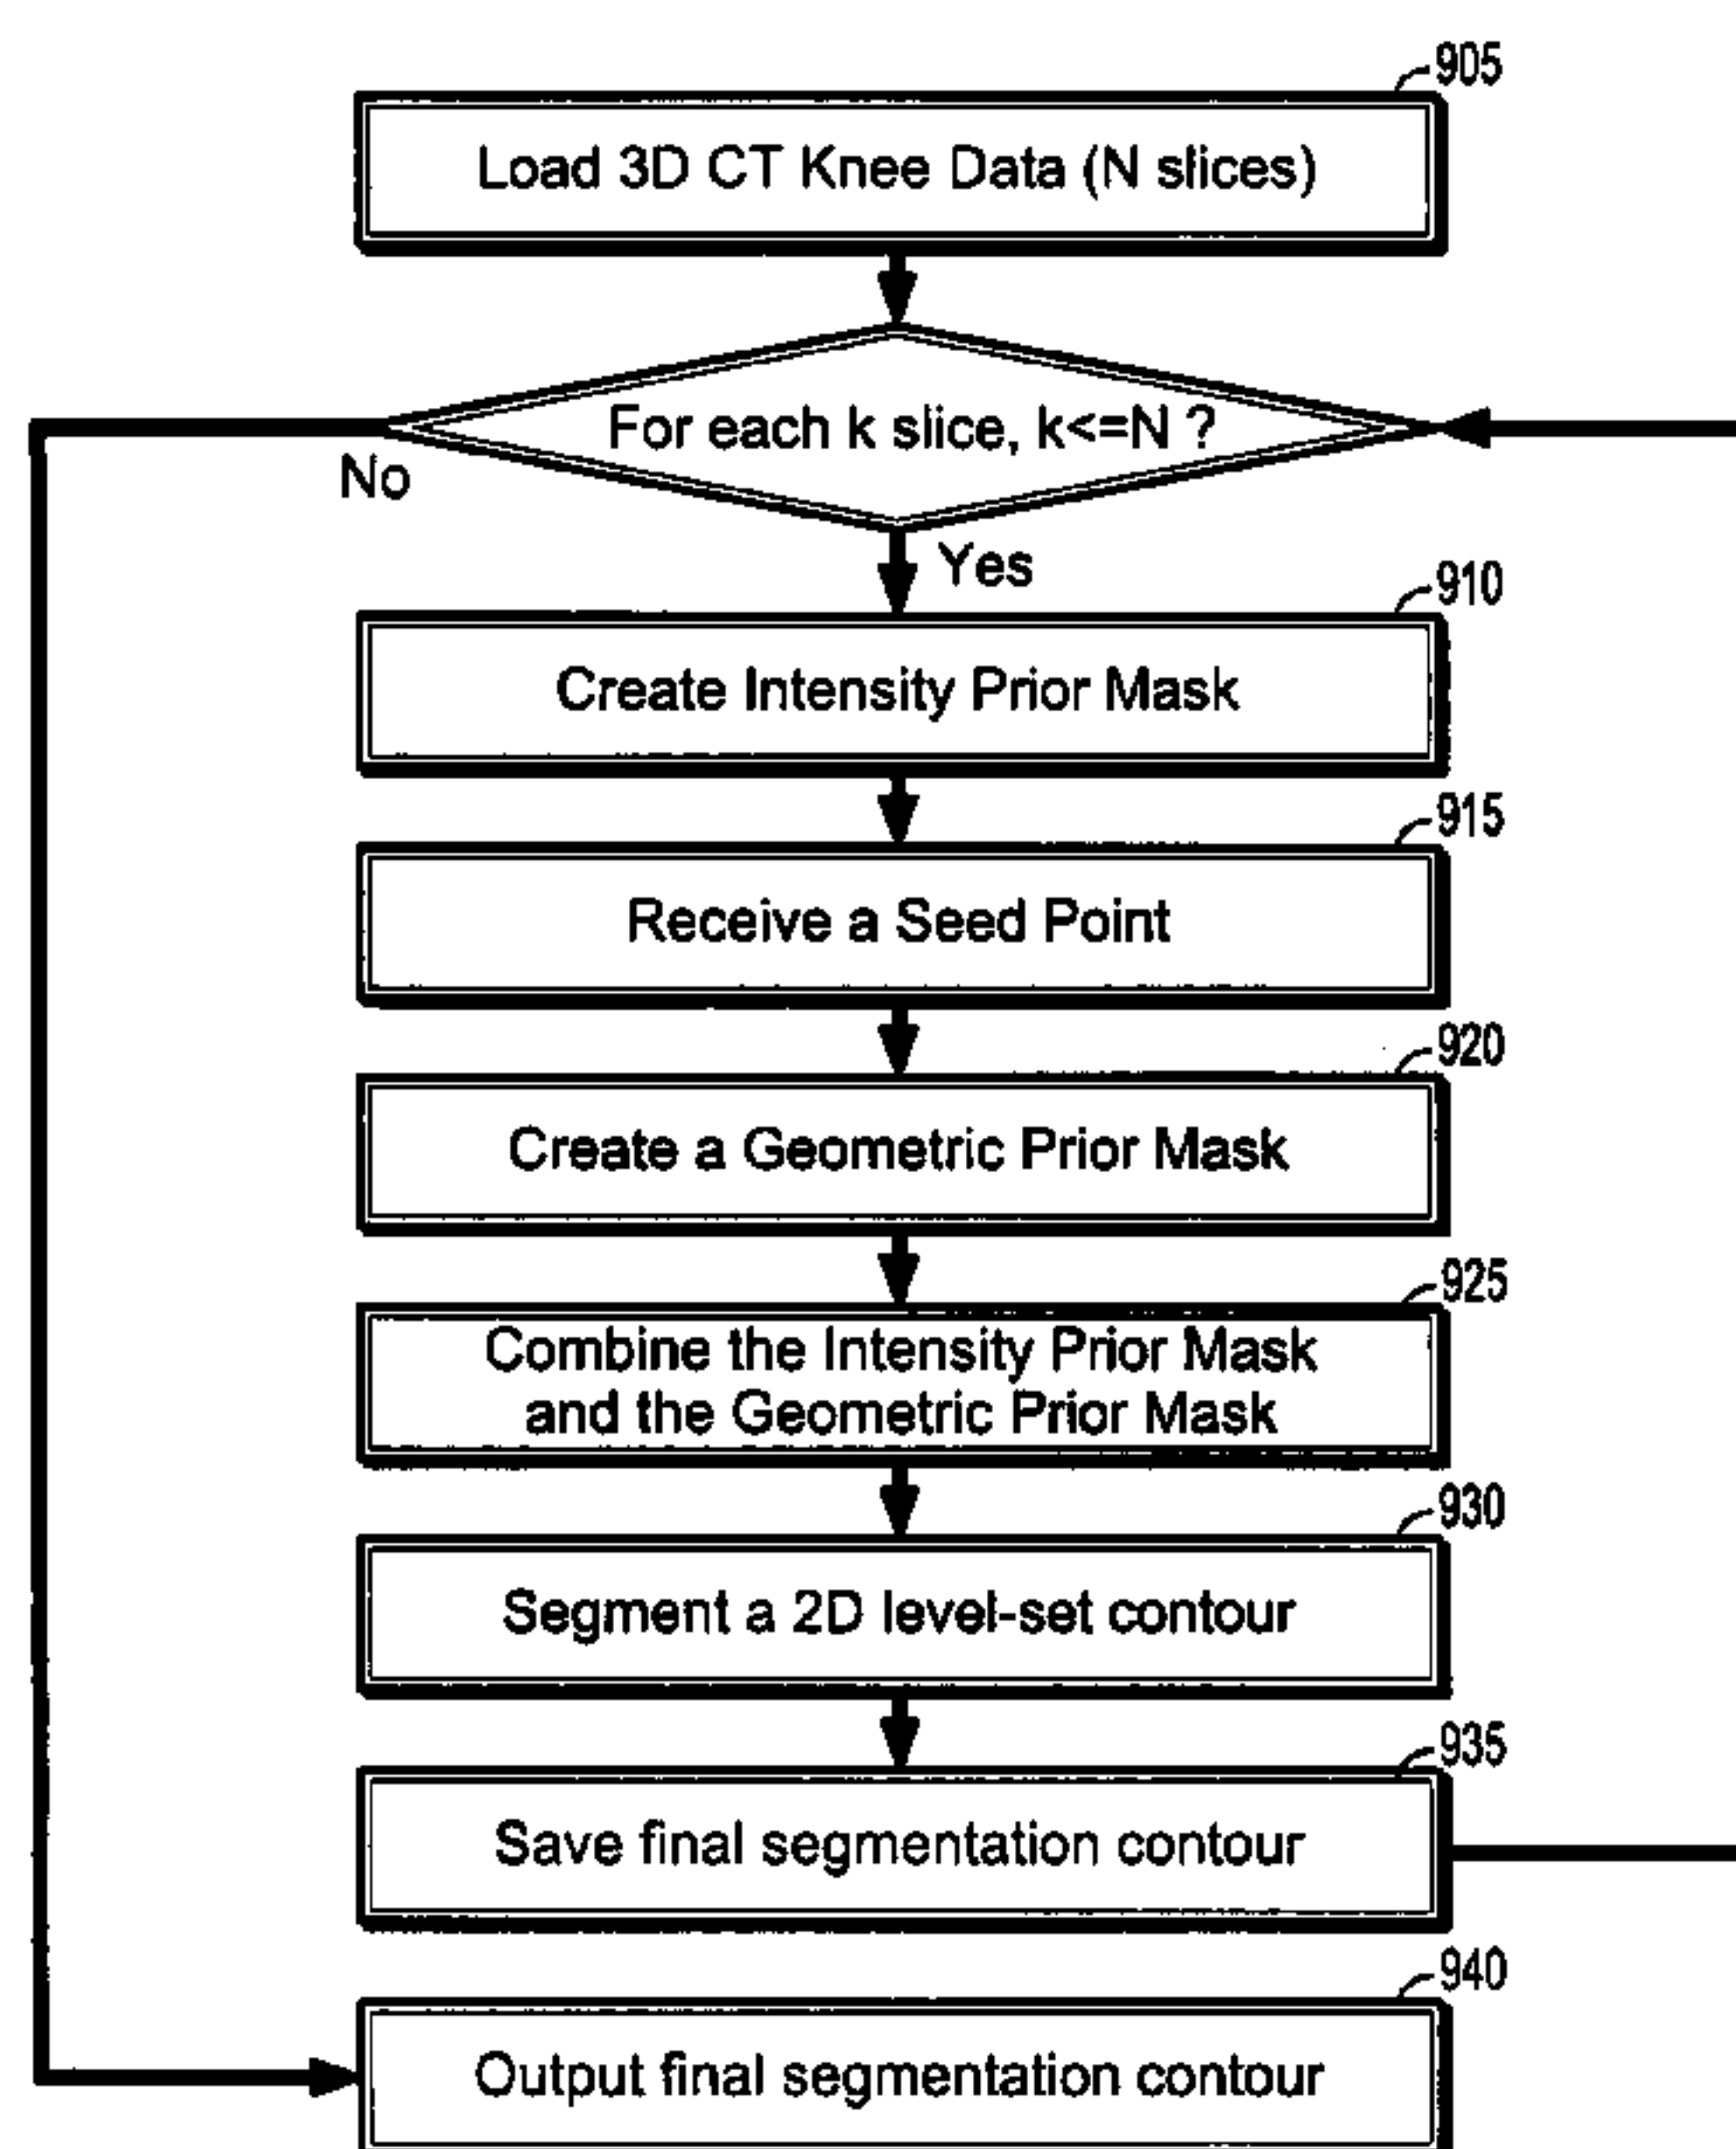 905
Load 3D CT Knee Data (N slices)
For each k slice, k<=N ?
No
Yes
910
Create Intensity Prior Mask
915
Receive a Seed Point
920
Create a Geometric Prior Mask
925
Combine the Intensity Prior Mask
and the Geometric Prior Mask
930
Segment a 2D level-set contour
935
Save final segmentation contour
940
Output final segmentation contour